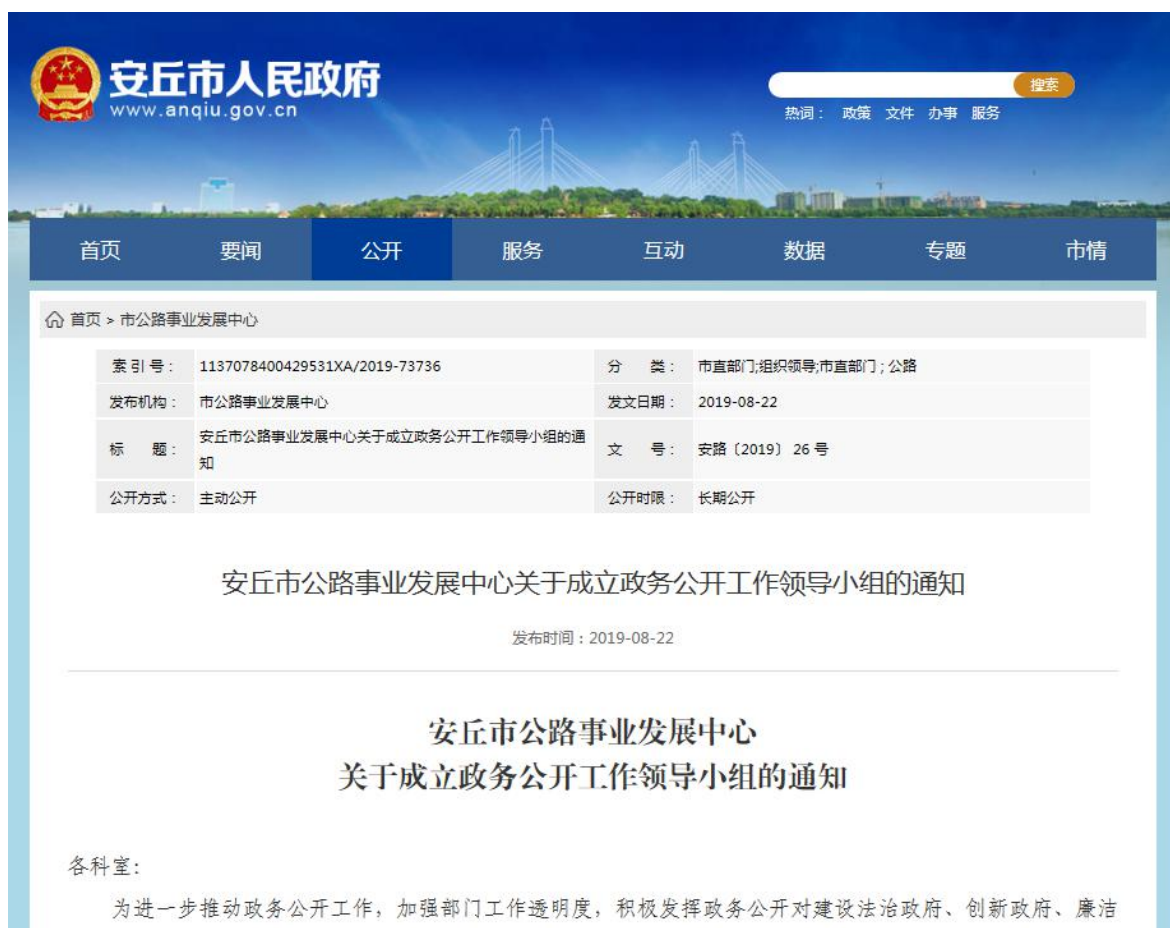 安丘市人民政府
www.anqiu.gov.cn
搜索
热词： 政策 文件 办事 服务
首页 要闻 公开 服务 互动 数据 专题 市情
首页 > 市公路事业发展中心
索 引 号： 1137078400429531XA/2019-73736 分 类： 市直部门;组织领导;市直部门 ; 公路
发布机构： 市公路事业发展中心 发文日期： 2019-08-22
标 题： 安丘市公路事业发展中心关于成立政务公开工作领导小组的通
知
文 号： 安路〔2019〕 26 号
公开方式： 主动公开 公开时限： 长期公开
安丘市公路事业发展中心关于成立政务公开工作领导小组的通知
发布时间：2019-08-22
安丘市公路事业发展中心
关于成立政务公开工作领导小组的通知
各科室：
为进一步推动政务公开工作，加强部门工作透明度，积极发挥政务公开对建设法治政府、创新政府、廉洁